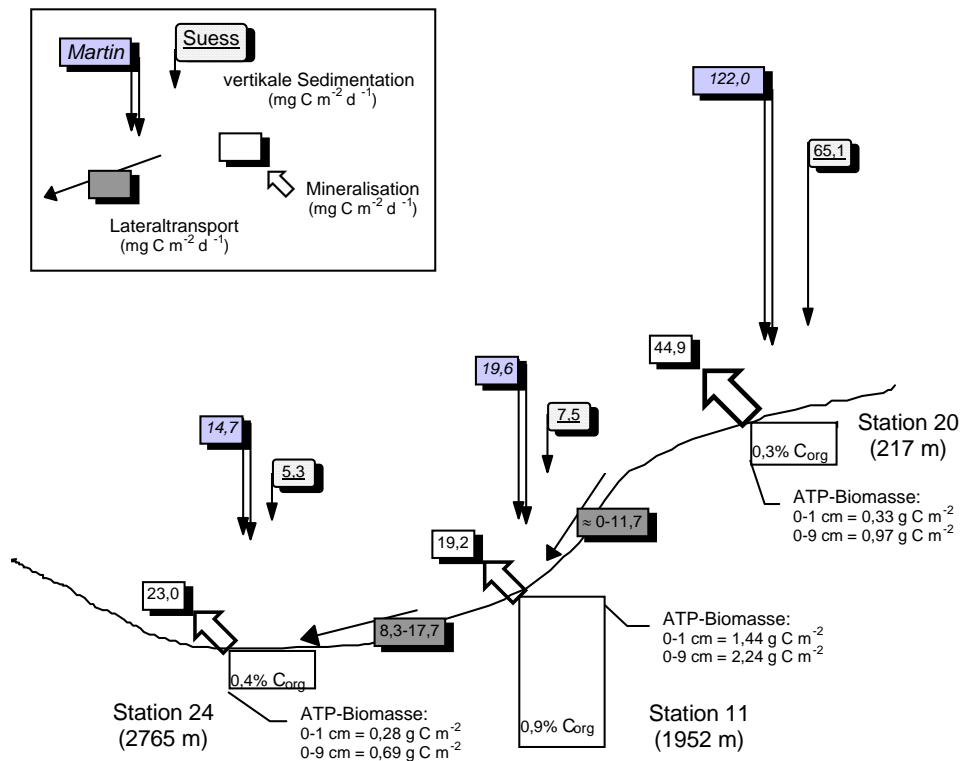 Martin
Suess
vertikale Sedimentation
(mg C m⁻² d ⁻¹)
Mineralisation
(mg C m⁻² d ⁻¹)
Lateraltransport
(mg C m⁻² d ⁻¹)
122,0
65,1
44,9
Station 20
(217 m)
0,3% Corg
ATP-Biomasse:
0-1 cm = 0,33 g C m⁻²
0-9 cm = 0,97 g C m⁻²
19,6
7,5
≈ 0-11,7
19,2
14,7
5,3
23,0
8,3-17,7
ATP-Biomasse:
0-1 cm = 1,44 g C m⁻²
0-9 cm = 2,24 g C m⁻²
0,9% Corg
Station 11
(1952 m)
0,4% Corg
Station 24
(2765 m)
ATP-Biomasse:
0-1 cm = 0,28 g C m⁻²
0-9 cm = 0,69 g C m⁻²